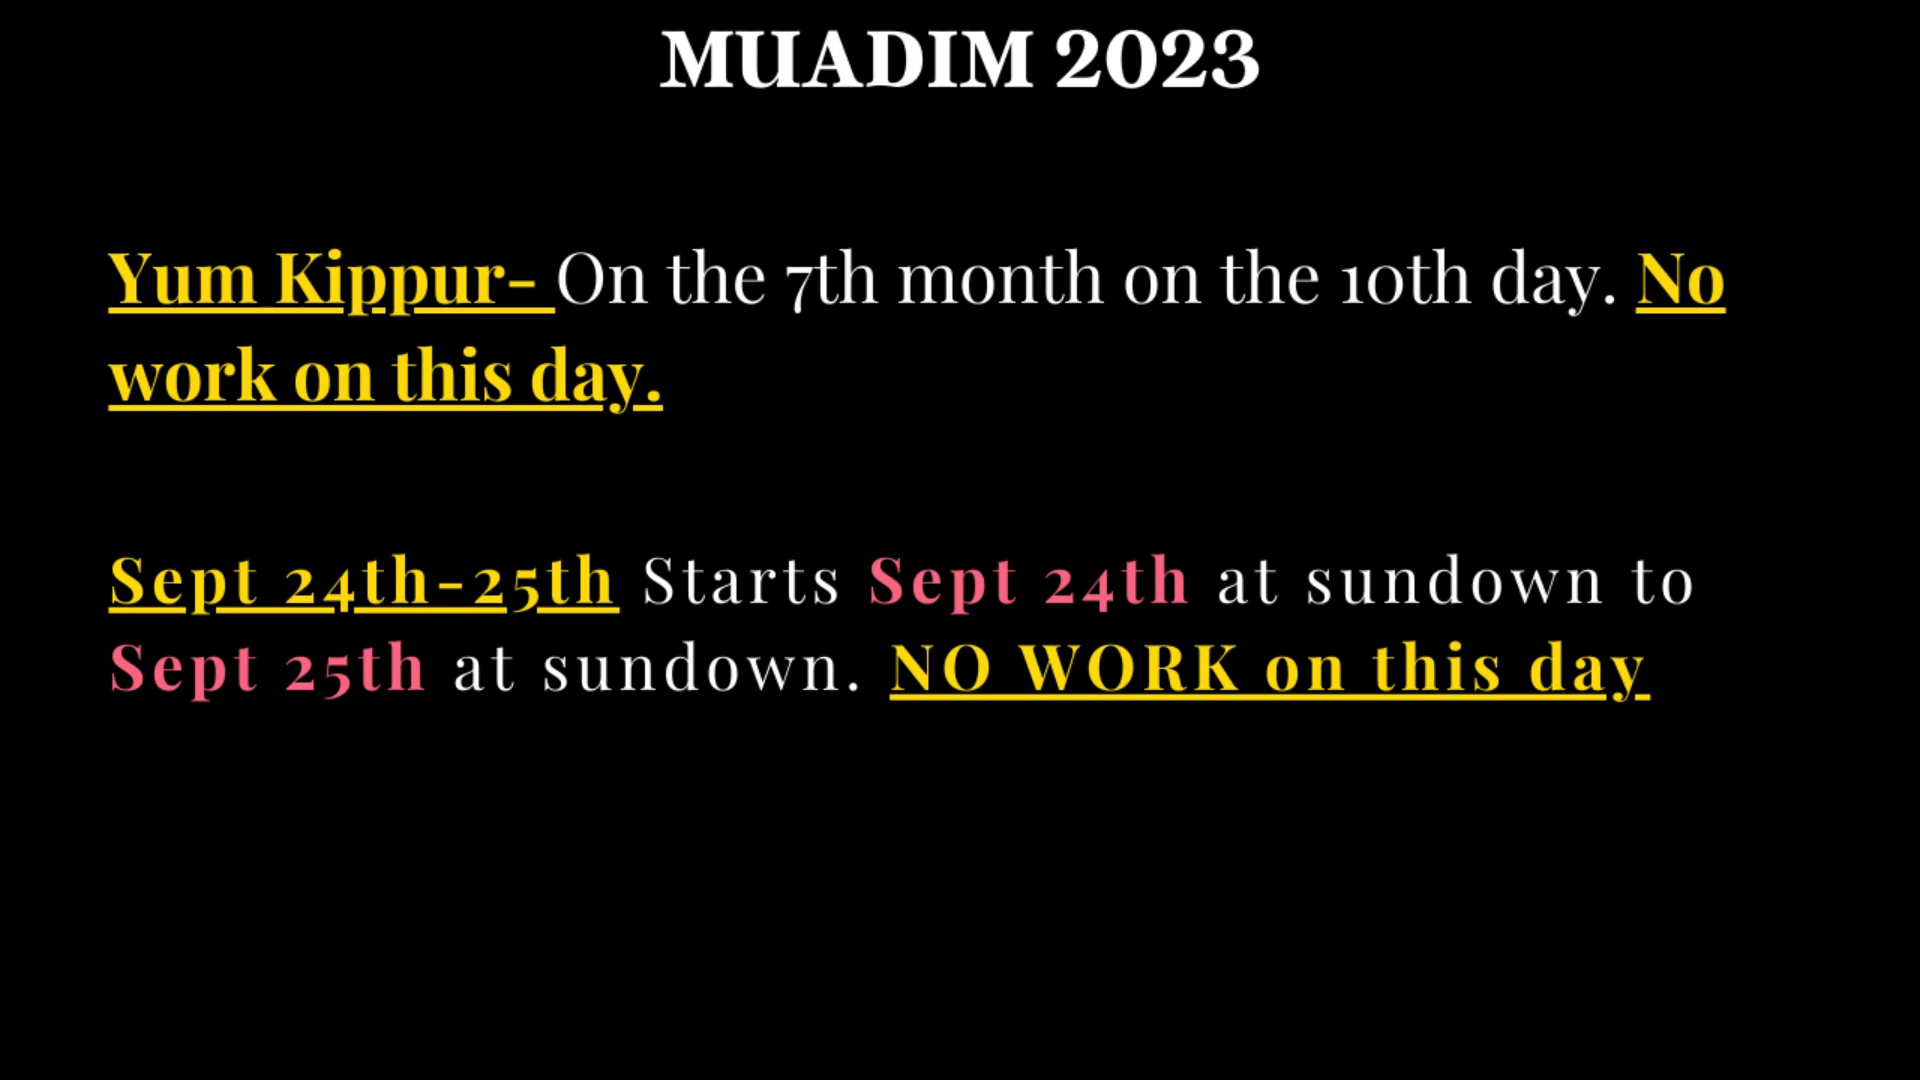 MUADIM 2023
Yum Kippur- On the 7th month on the 10th day. No
work on this day.
Sept 24th-25th Starts Sept 24th at sundown to
Sept 25th at sundown. NO WORK on this day